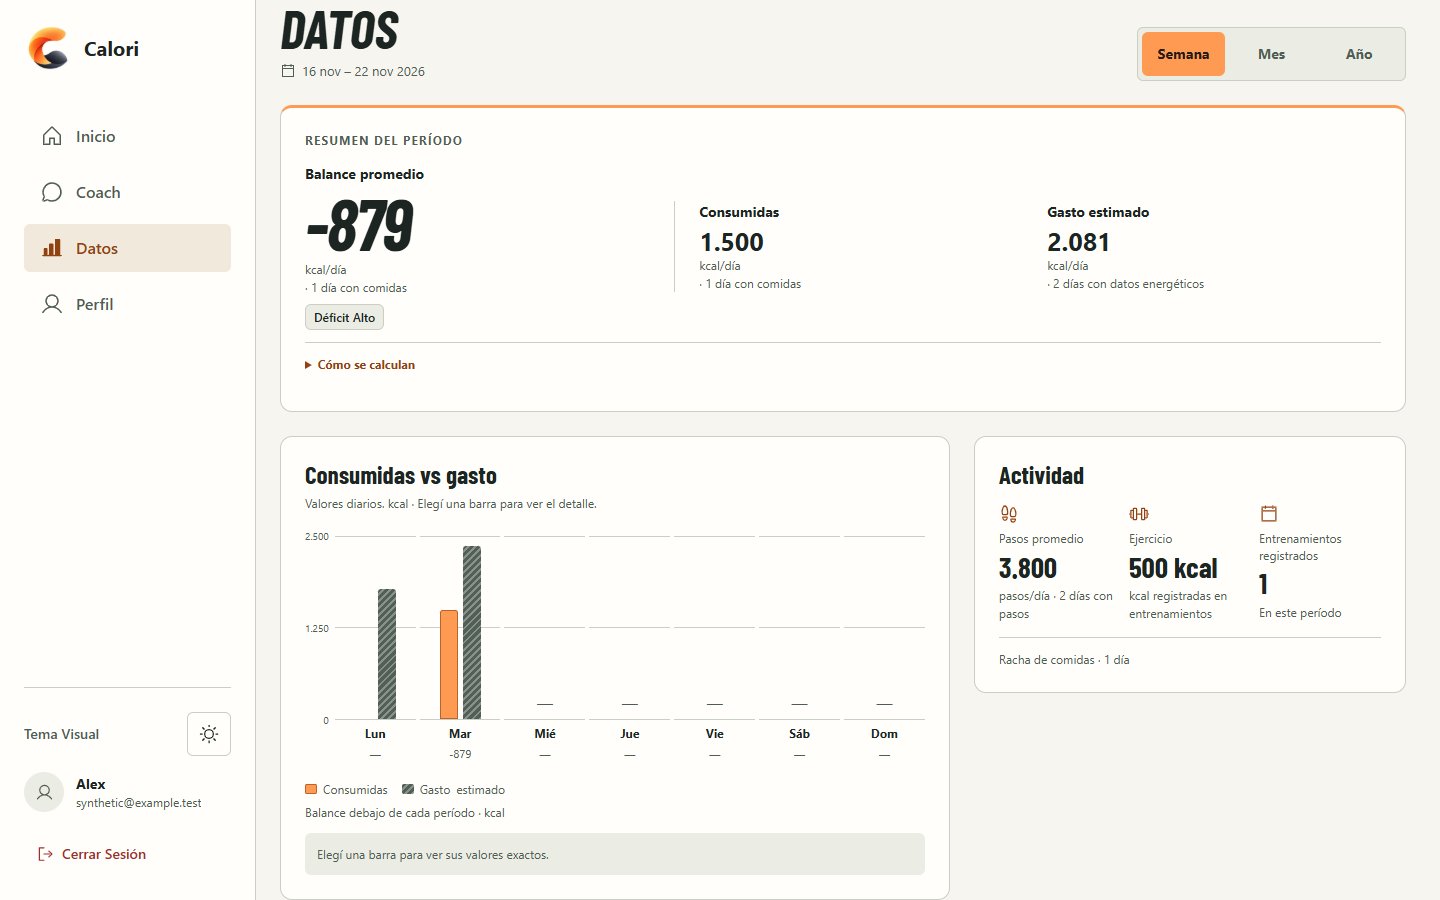 Calori
Inicio
Coach
Datos
Perfil
Tema Visual
Alex
synthetic@example.test
Cerrar Sesión
DATOS
16 nov – 22 nov 2026
Semana
Mes
Año
RESUMEN DEL PERÍODO
Balance promedio
-879
kcal/día
· 1 día con comidas
Déficit Alto
Consumidas
1.500
kcal/día
· 1 día con comidas
Gasto estimado
2.081
kcal/día
· 2 días con datos energéticos
Cómo se calculan
Consumidas vs gasto
Valores diarios. kcal · Elegí una barra para ver el detalle.
2.500
1.250
0
Lun
Mar
Mié
Jue
Vie
Sáb
Dom
—
-879
—
—
—
—
—
Consumidas
Gasto estimado
Balance debajo de cada período · kcal
Elegí una barra para ver sus valores exactos.
Actividad
Pasos promedio
3.800
pasos/día · 2 días con
pasos
Ejercicio
500 kcal
kcal registradas en
entrenamientos
Entrenamientos
registrados
1
En este período
Racha de comidas · 1 día